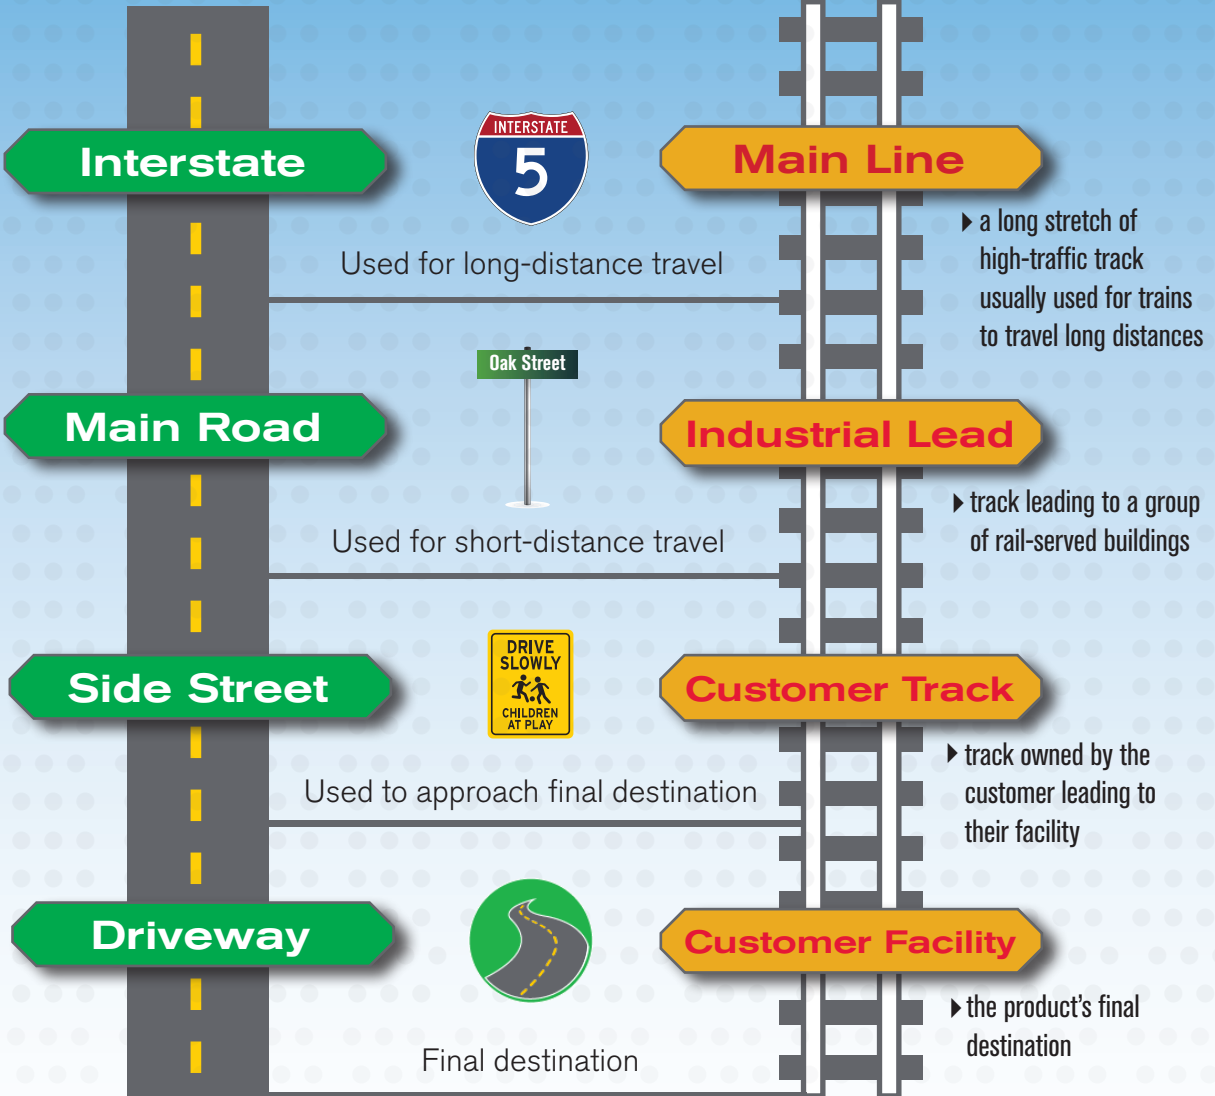 Interstate
INTERSTATE
5
Main Line
Used for long-distance travel
a long stretch of
high-traffic track
usually used for trains
to travel long distances
Main Road
Oak Street
Industrial Lead
Used for short-distance travel
track leading to a group
of rail-served buildings
Side Street
DRIVE
SLOWLY
CHILDREN
AT PLAY
Customer Track
Used to approach final destination
track owned by the
customer leading to
their facility
Driveway
Customer Facility
Final destination
the product's final
destination